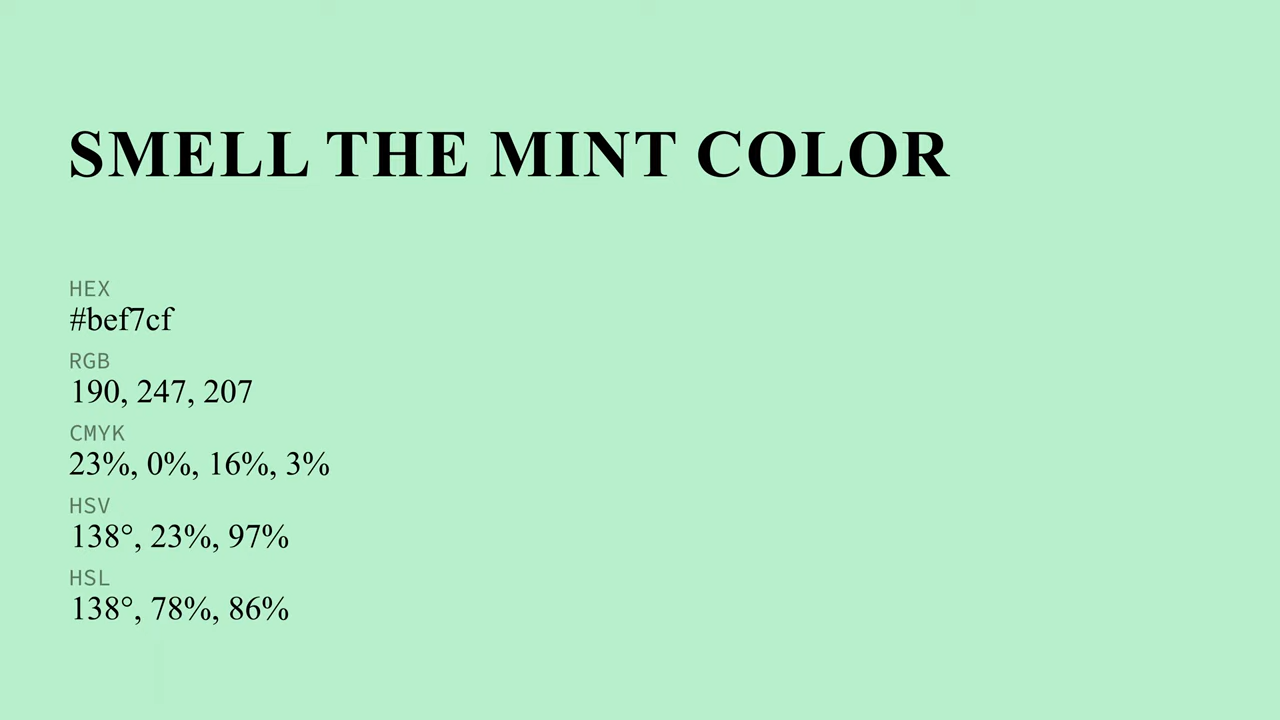 SMELL THE MINT COLOR
HEX
#bef7cf
RGB
190, 247, 207
CMYK
23%, 0%, 16%, 3%
HSV
138°, 23%, 97%
HSL
138°, 78%, 86%